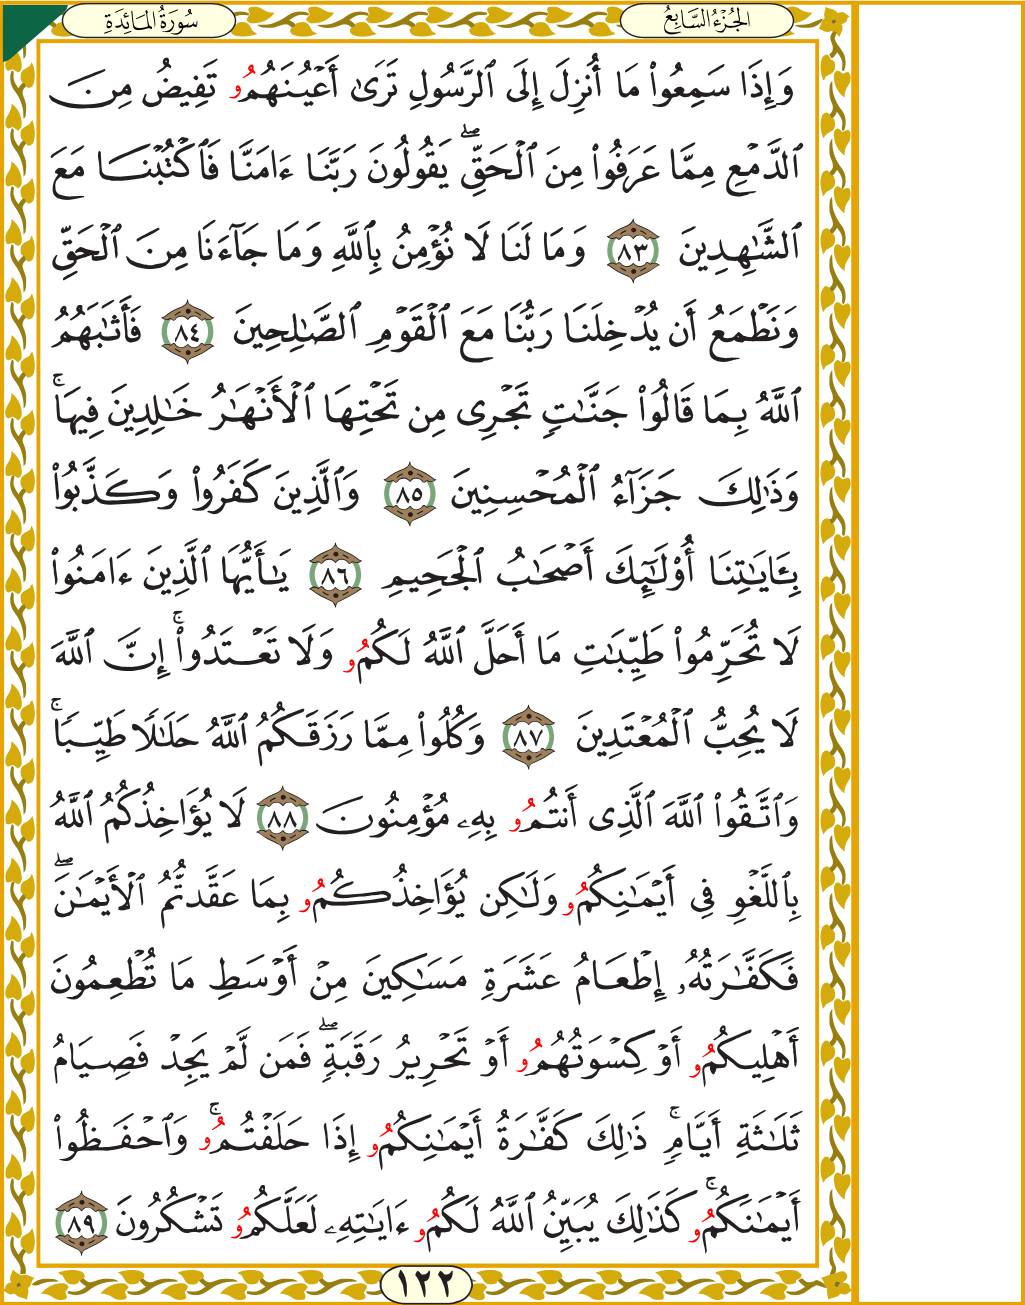 الجُزْءُ السَّابِعُ
سُورَةُ المَائِدَةِ
وَإِذَا سَمِعُواْ مَا أُنزِلَ إِلَى ٱلرَّسُولِ تَرَىٰ أَعْيُنَهُمُۥ تَفِيضُ مِنَ
ٱلدَّمْعِ مِمَّا عَرَفُواْ مِنَ ٱلْحَقِّۖ يَقُولُونَ رَبَّنَا ءَامَنَّا فَٱكْتُبْنَا مَعَ
ٱلشَّٰهِدِينَ ٨٣ وَمَا لَنَا لَا نُؤْمِنُ بِٱللَّهِ وَمَا جَآءَنَا مِنَ ٱلْحَقِّ
وَنَطْمَعُ أَن يُدْخِلَنَا رَبُّنَا مَعَ ٱلْقَوْمِ ٱلصَّٰلِحِينَ ٨٤ فَأَثَٰبَهُمُ
ٱللَّهُ بِمَا قَالُواْ جَنَّٰتٍ تَجْرِى مِن تَحْتِهَا ٱلْأَنْهَٰرُ خَٰلِدِينَ فِيهَاۚ
وَذَٰلِكَ جَزَآءُ ٱلْمُحْسِنِينَ ٨٥ وَٱلَّذِينَ كَفَرُواْ وَكَذَّبُواْ
بِـَٔايَٰتِنَا أُوْلَٰٓئِكَ أَصْحَٰبُ ٱلْجَحِيمِ ٨٦ يَٰأَيُّهَا ٱلَّذِينَ ءَامَنُواْ
لَا تُحَرِّمُواْ طَيِّبَٰتِ مَا أَحَلَّ ٱللَّهُ لَكُمُۥ وَلَا تَعْتَدُواْۚ إِنَّ ٱللَّهَ
لَا يُحِبُّ ٱلْمُعْتَدِينَ ٨٧ وَكُلُواْ مِمَّا رَزَقَكُمُ ٱللَّهُ حَلَٰلًا طَيِّبًاۚ
وَٱتَّقُواْ ٱللَّهَ ٱلَّذِى أَنتُمُۥ بِهِۦ مُؤْمِنُونَ ٨٨ لَا يُؤَاخِذُكُمُ ٱللَّهُ
بِٱللَّغْوِ فِى أَيْمَٰنِكُمُۥ وَلَٰكِن يُؤَاخِذُكُمُۥ بِمَا عَقَّدتُّمُ ٱلْأَيْمَٰنَۖ
فَكَفَّٰرَتُهُۥ إِطْعَامُ عَشَرَةِ مَسَٰكِينَ مِنْ أَوْسَطِ مَا تُطْعِمُونَ
أَهْلِيكُمُۥ أَوْ كِسْوَتُهُمُۥ أَوْ تَحْرِيرُ رَقَبَةٍۖ فَمَن لَّمْ يَجِدْ فَصِيَامُ
ثَلَٰثَةِ أَيَّامٍۚ ذَٰلِكَ كَفَّٰرَةُ أَيْمَٰنِكُمُۥ إِذَا حَلَفْتُمُۥۚ وَٱحْفَظُواْ
أَيْمَٰنَكُمُۥۚ كَذَٰلِكَ يُبَيِّنُ ٱللَّهُ لَكُمُۥ ءَايَٰتِهِۦ لَعَلَّكُمُۥ تَشْكُرُونَ ٨٩
١٢٢